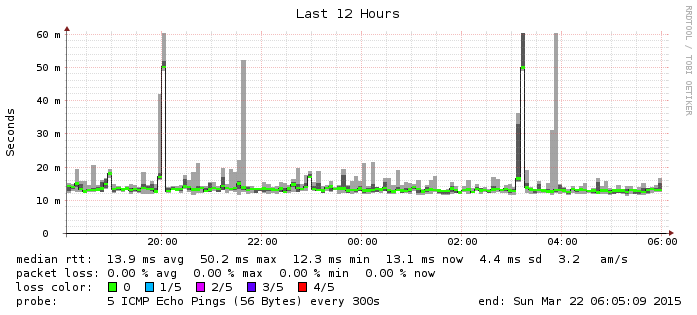 Last 12 Hours
RRDTOOL / TOBI OETIKER
Seconds
60 m
50 m
40 m
30 m
20 m
10 m
0
20:00 22:00 00:00 02:00 04:00 06:00
median rtt: 13.9 ms avg 50.2 ms max 12.3 ms min 13.1 ms now 4.4 ms sd 3.2 am/s
packet loss: 0.00 % avg 0.00 % max 0.00 % min 0.00 % now
loss color: 0 1/5 2/5 3/5 4/5
probe: 5 ICMP Echo Pings (56 Bytes) every 300s end: Sun Mar 22 06:05:09 2015